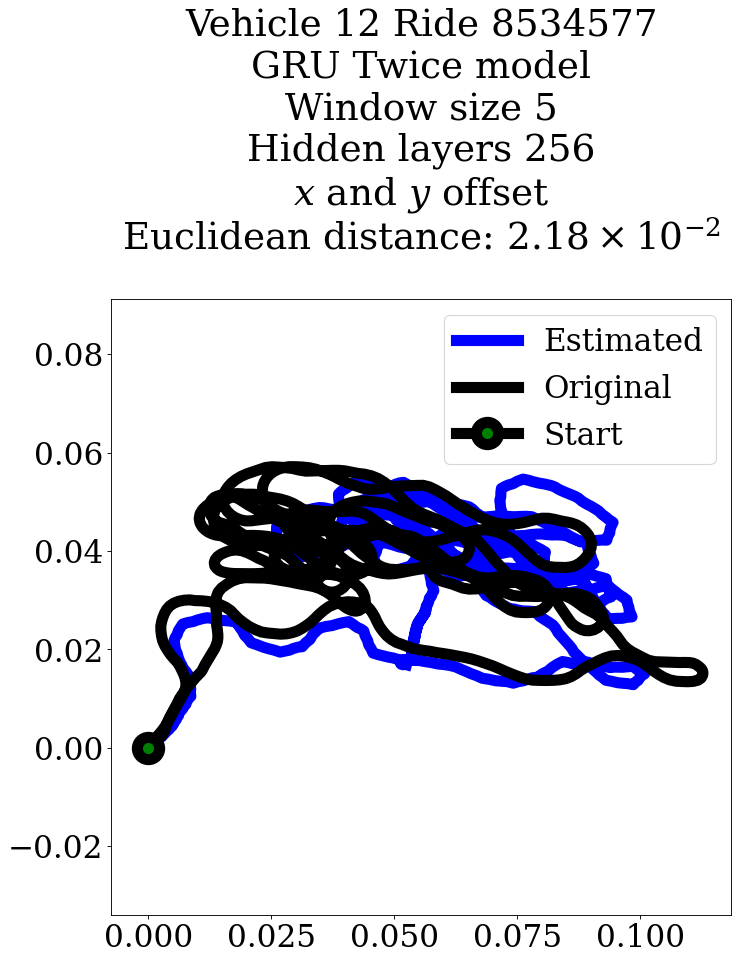 Vehicle 12 Ride 8534577
GRU Twice model
Window size 5
Hidden layers 256
x and y offset
Euclidean distance: 2.18 × 10⁻²
Estimated
Original
Start
0.08
0.06
0.04
0.02
0.00
−0.02
0.000 0.025 0.050 0.075 0.100